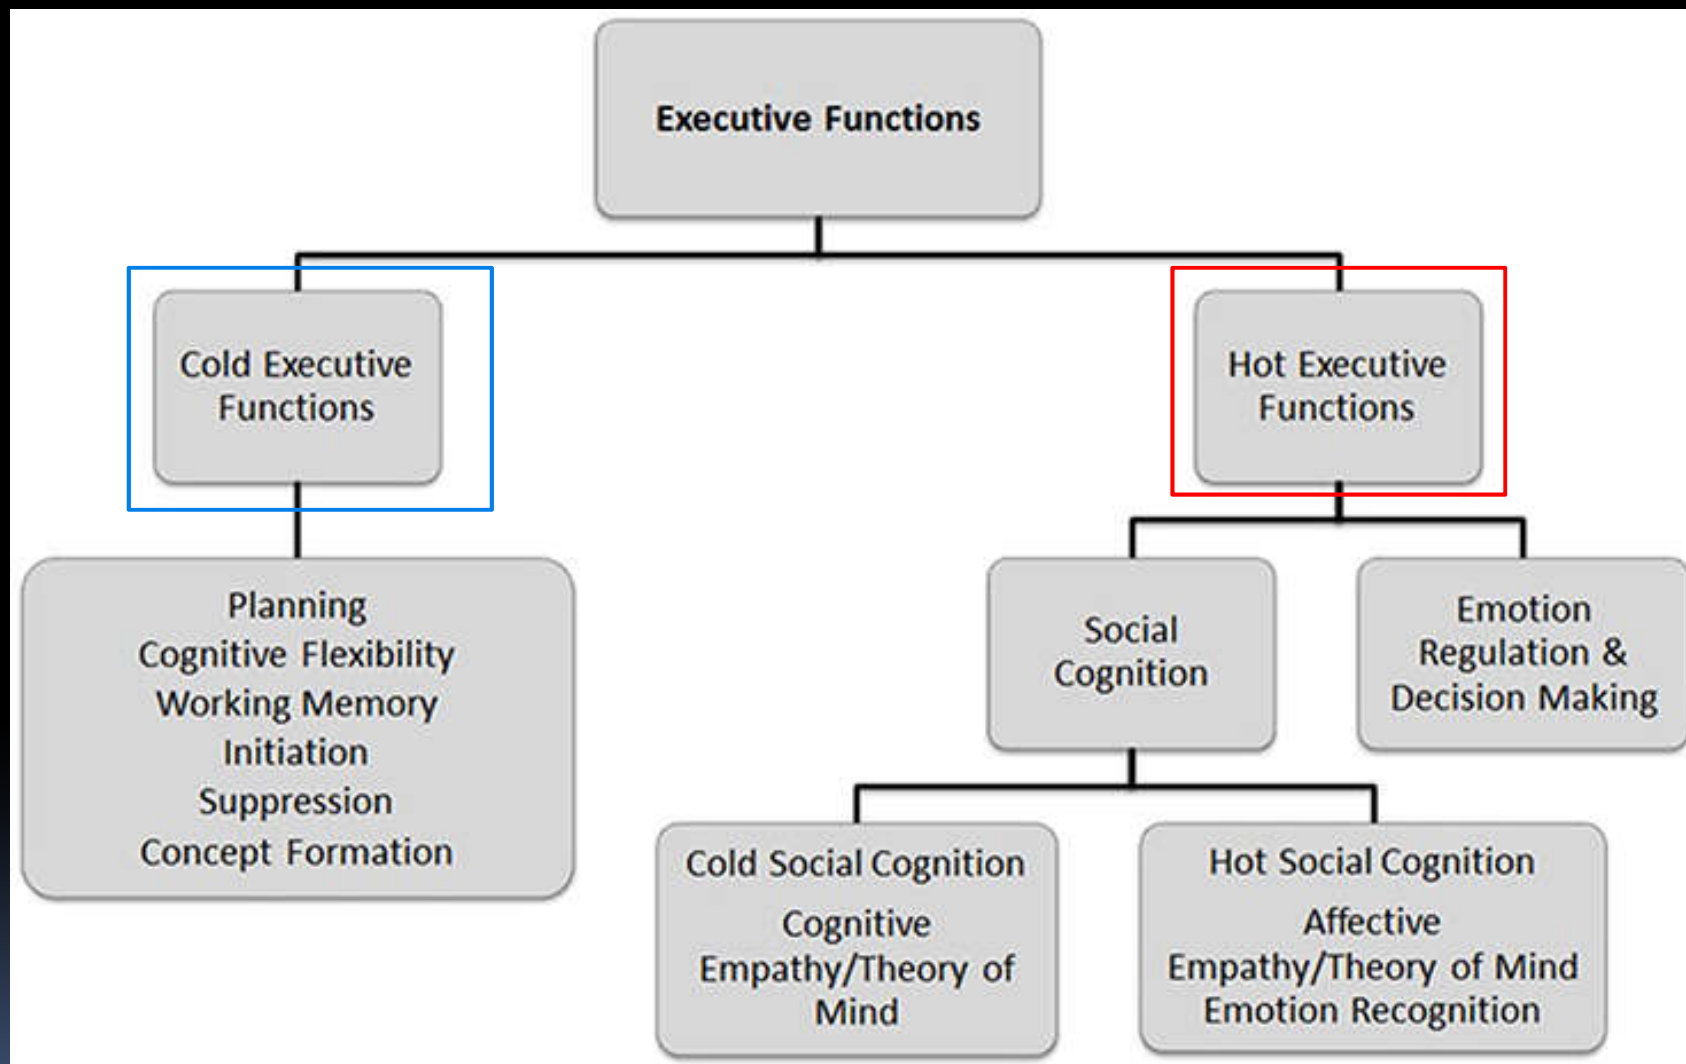 Executive Functions
Cold Executive
Functions
Hot Executive
Functions
Planning
Cognitive Flexibility
Working Memory
Initiation
Suppression
Concept Formation
Social
Cognition
Emotion
Regulation &
Decision Making
Cold Social Cognition
Cognitive
Empathy/Theory of
Mind
Hot Social Cognition
Affective
Empathy/Theory of Mind
Emotion Recognition